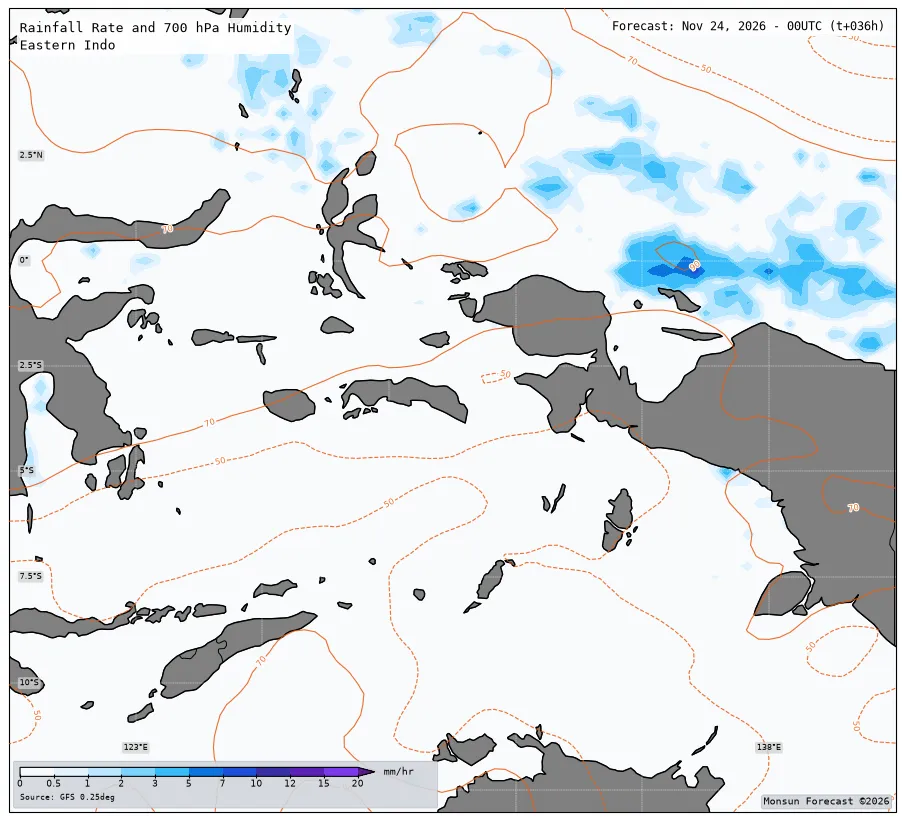 Rainfall Rate and 700 hPa Humidity
Eastern Indo
Forecast: Nov 24, 2026 - 00UTC (t+036h)
50
70
50
2.5°N
70
0°
90
2.5°S
50
70
50
5°S
50
70
7.5°S
50
70
10°S
50
50
123°E
138°E
mm/hr
0 0.5 1 2 3 5 7 10 12 15 20
Source: GFS 0.25deg
Monsun Forecast ©2026